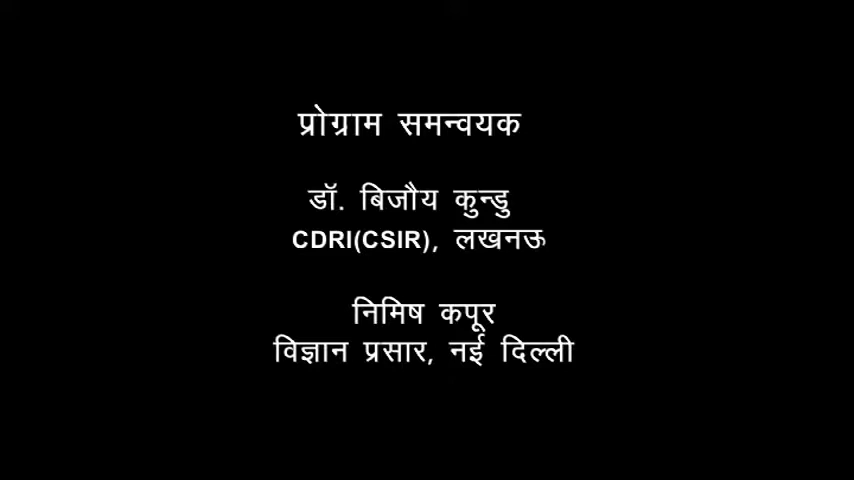 प्रोग्राम समन्वयक
डॉ. बिजौय कुन्डु
CDRI(CSIR), लखनऊ
निमिष कपूर
विज्ञान प्रसार, नई दिल्ली